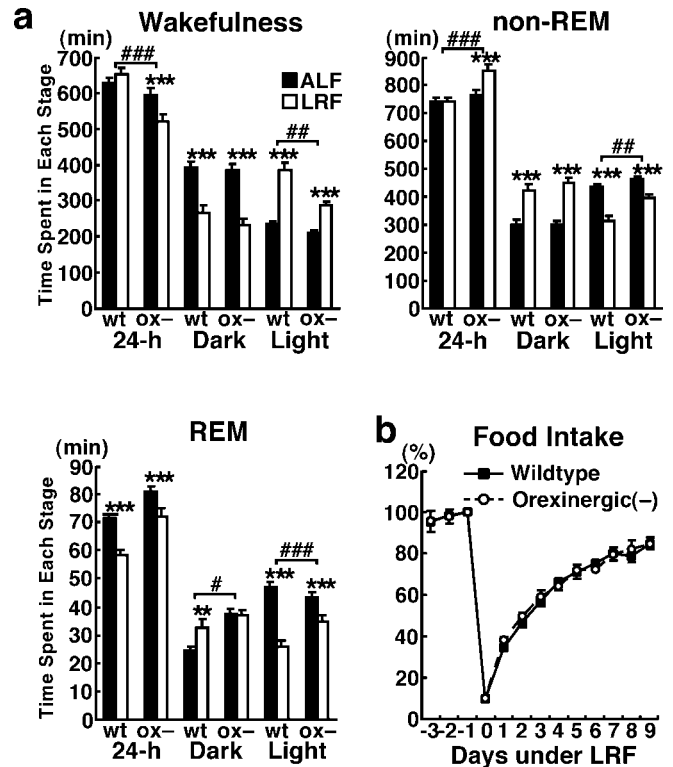 a
Wakefulness
(min)
Time Spent in Each Stage
700
600
500
400
300
200
100
0
###
***
***
***
***
##
***
ALF
LRF
wt ox– wt ox– wt ox–
24-h Dark Light
non-REM
(min)
900
800
700
600
500
400
300
200
100
0
###
***
***
***
***
##
***
wt ox– wt ox– wt ox–
24-h Dark Light
REM
(min)
Time Spent in Each Stage
90
80
70
60
50
40
30
20
10
0
***
***
**
#
***
###
***
wt ox– wt ox– wt ox–
24-h Dark Light
b
Food Intake
(%)
120
100
80
60
40
20
0
Wildtype
Orexinergic(–)
-3-2-1 0 1 2 3 4 5 6 7 8 9
Days under LRF